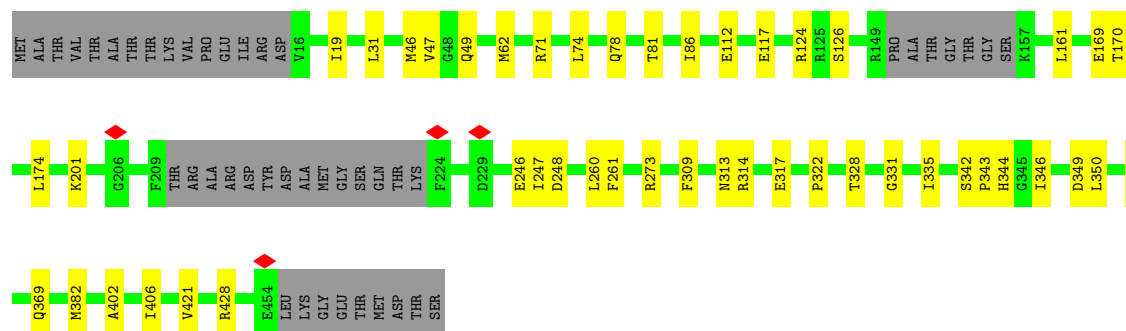 MET ALA THR VAL THR ALA THR THR LYS VAL PRO GLU ILE ARG ASP V16 I19 L31 M46 V47 G48 Q49 M62 R71 L74 Q78 T81 I86 E112 E117 R124 R125 S126 R149 PRO ALA THR GLY THR GLY SER K157 L161 E169 T170
L174 K201 G206 F209 THR ARG ALA ARG ASP TYR ASP ALA MET GLY SER GLN THR LYS F224 D229 E246 I247 D248 L260 F261 R273 F309 N313 R314 E317 P322 T328 G331 I335 S342 P343 H344 G345 I346 D349 L350
Q369 M382 A402 I406 V421 R428 E454 LEU LYS GLY GLU THR MET ASP THR SER